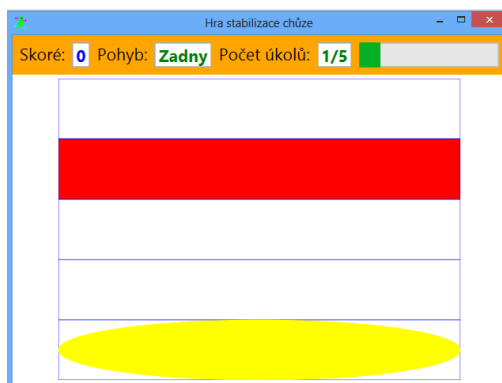 Hra stabilizace chůze
Skoré: 0 Pohyb: Zadny Počet úkolů: 1/5